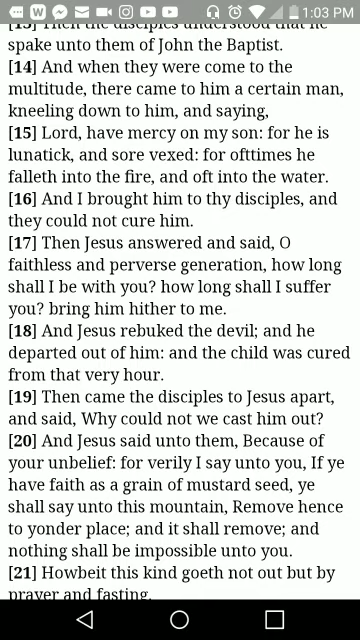 1:03 PM
[13] Then the disciples understood that he
spake unto them of John the Baptist.
[14] And when they were come to the
multitude, there came to him a certain man,
kneeling down to him, and saying,
[15] Lord, have mercy on my son: for he is
lunatick, and sore vexed: for ofttimes he
falleth into the fire, and oft into the water.
[16] And I brought him to thy disciples, and
they could not cure him.
[17] Then Jesus answered and said, O
faithless and perverse generation, how long
shall I be with you? how long shall I suffer
you? bring him hither to me.
[18] And Jesus rebuked the devil; and he
departed out of him: and the child was cured
from that very hour.
[19] Then came the disciples to Jesus apart,
and said, Why could not we cast him out?
[20] And Jesus said unto them, Because of
your unbelief: for verily I say unto you, If ye
have faith as a grain of mustard seed, ye
shall say unto this mountain, Remove hence
to yonder place; and it shall remove; and
nothing shall be impossible unto you.
[21] Howbeit this kind goeth not out but by
prayer and fasting.